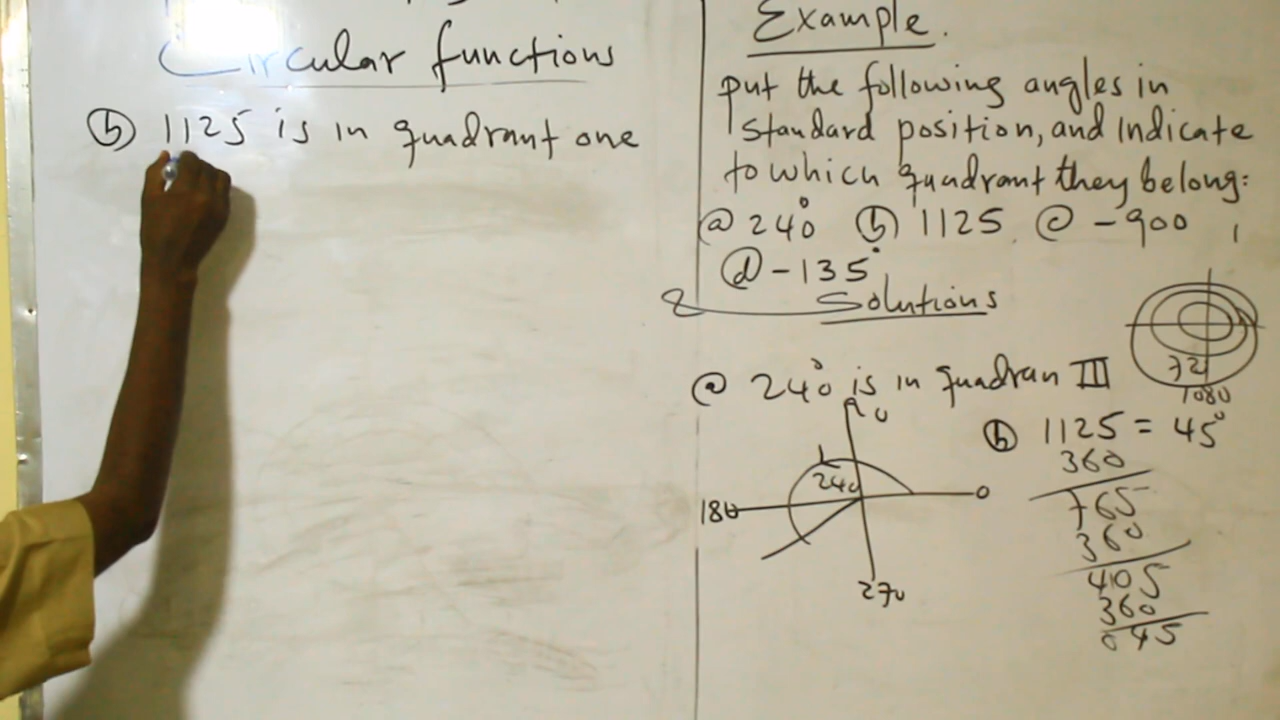 Circular functions
ⓑ 1125 is in quadrant one
Example.
put the following angles in
standard position, and indicate
to which quadrant they belong:
ⓐ 240° ⓑ 1125 ⓒ -900
ⓓ -135°
Solutions
ⓐ 240° is in quadran III
72
1080
ⓑ 1125 = 45°
360
765
360
405
360
045
240
180
0
270